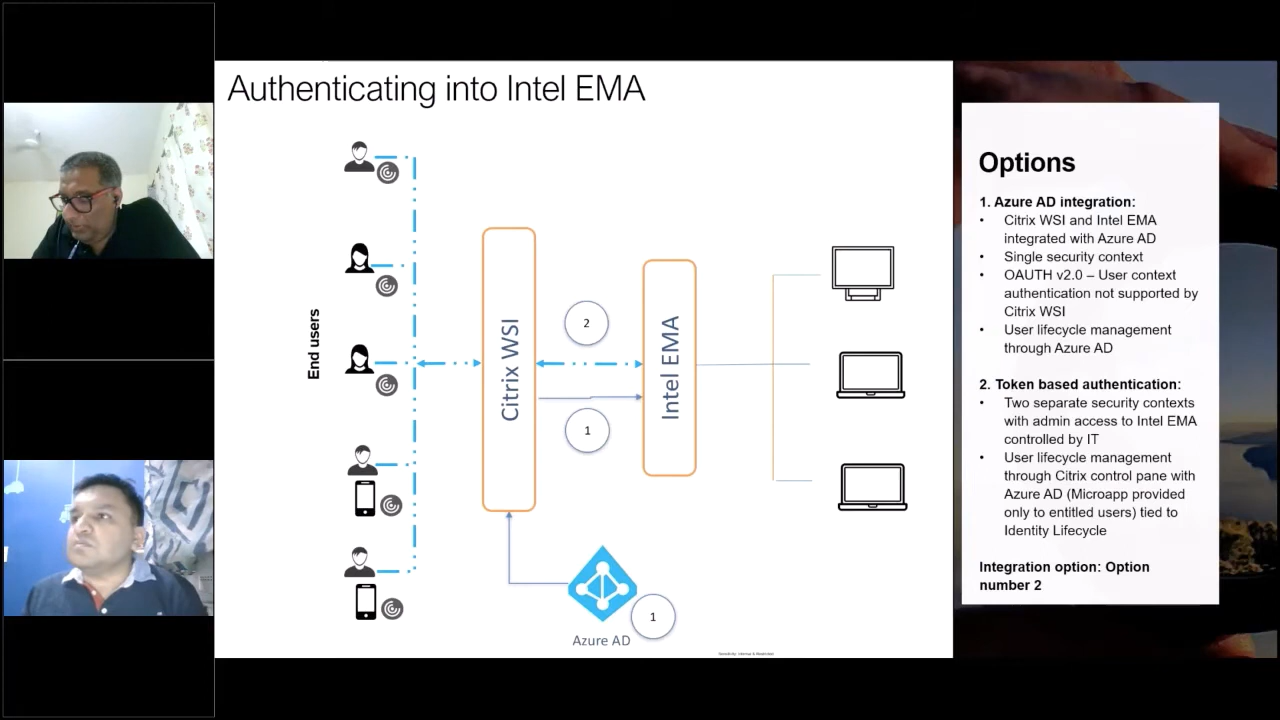 Authenticating into Intel EMA
End users
Citrix WSI
2
1
Intel EMA
Azure AD
1
Options
1. Azure AD integration:
• Citrix WSI and Intel EMA
integrated with Azure AD
• Single security context
• OAUTH v2.0 – User context
authentication not supported by
Citrix WSI
• User lifecycle management
through Azure AD
2. Token based authentication:
• Two separate security contexts
with admin access to Intel EMA
controlled by IT
• User lifecycle management
through Citrix control pane with
Azure AD (Microapp provided
only to entitled users) tied to
Identity Lifecycle
Integration option: Option
number 2